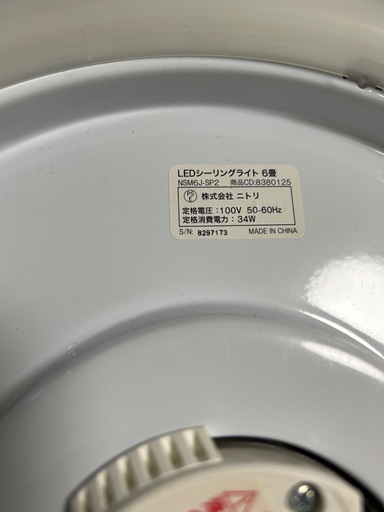 LEDシーリングライト 6畳
NSM6J-SP2 商品CD:8380125
株式会社 ニトリ
定格電圧:100V 50-60Hz
定格消費電力:34W
S/N: 8297173 MADE IN CHINA